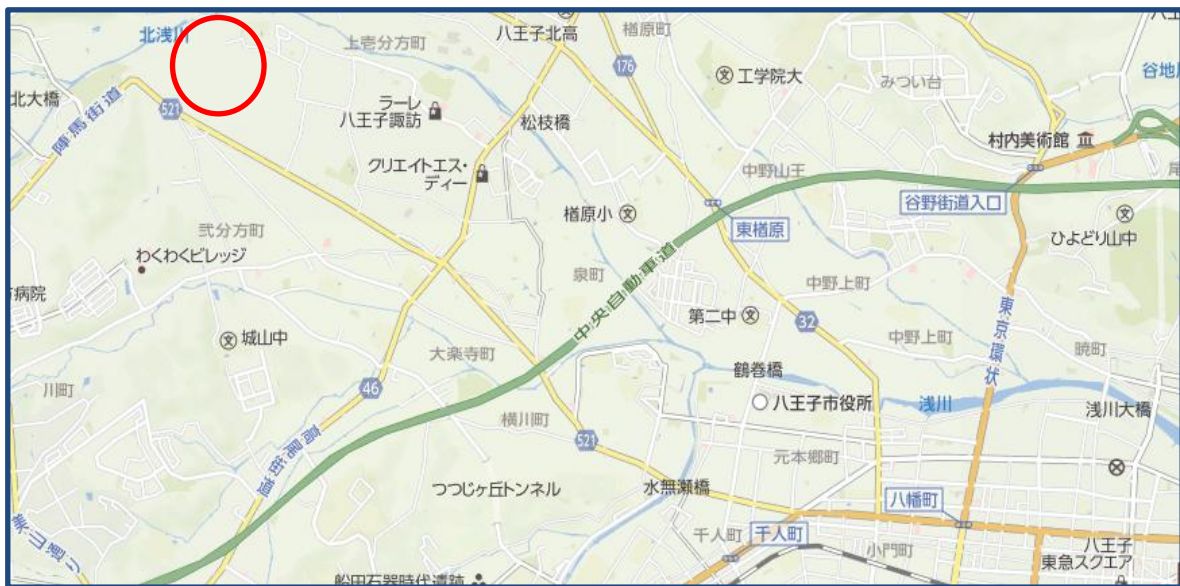 北浅川
上壱分方町
八王子北高
楢原町
176
工学院大
みつい台
谷地川
北大橋
陣馬街道
521
ラーレ
八王子諏訪
松枝橋
村内美術館
クリエイトエス・
ディー
中野山王
谷野街道入口
楢原小
東楢原
ひよどり山中
弐分方町
わくわくビレッジ
泉町
中央自動車道
中野上町
病院
第二中
32
東京環状
城山中
大楽寺町
中野上町
暁町
鶴巻橋
川町
46
八王子市役所
浅川
浅川大橋
横川町
521
高尾街道
元本郷町
つつじヶ丘トンネル
水無瀬橋
八幡町
美山通り
千人町
千人町
小門町
八王子
東急スクエア
船田石器時代遺跡